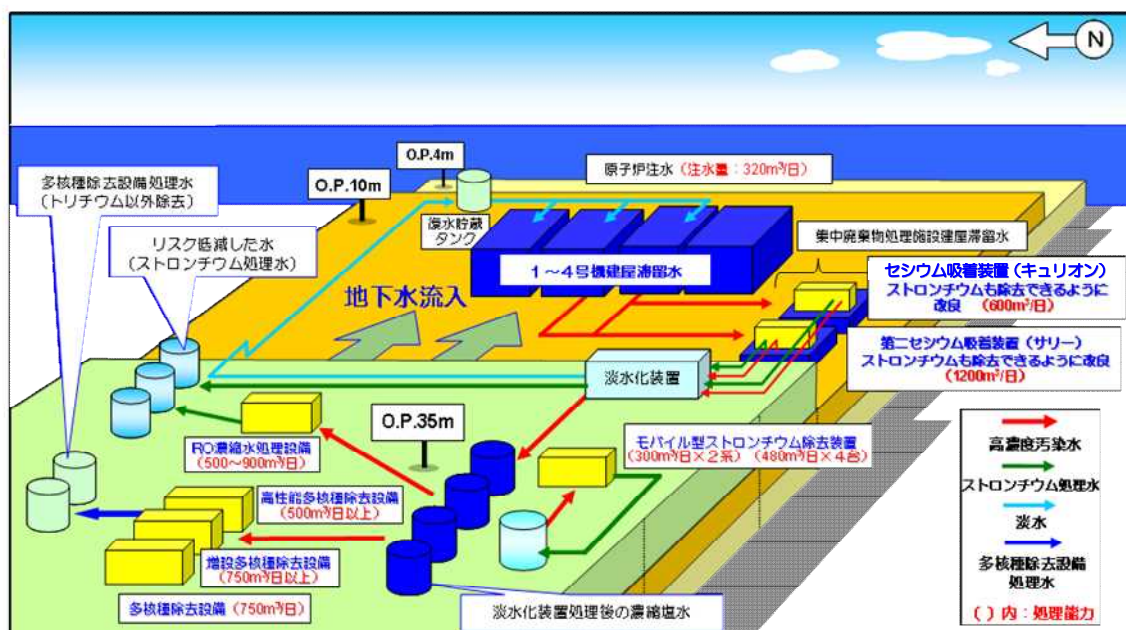 N
O.P.4m
O.P.10m
原子炉注水（注水量：320m³/日）
多核種除去設備処理水
（トリチウム以外除去）
復水貯蔵
タンク
リスク低減した水
（ストロンチウム処理水）
集中廃棄物処理施設建屋滞留水
1～4号機建屋滞留水
セシウム吸着装置（キュリオン）
ストロンチウムも除去できるように
改良　（600m³/日）
地下水流入
第二セシウム吸着装置（サリー）
ストロンチウムも除去できるように改良
（1200m³/日）
淡水化装置
O.P.35m
RO濃縮水処理設備
（500～900m³/日）
モバイル型ストロンチウム除去装置
（300m³/日×2系）（480m³/日×4台）
高性能多核種除去設備
（500m³/日以上）
増設多核種除去設備
（750m³/日以上）
多核種除去設備（750m³/日）
淡水化装置処理後の濃縮塩水
高濃度汚染水
ストロンチウム処理水
淡水
多核種除去設備
処理水
（ ）内：処理能力